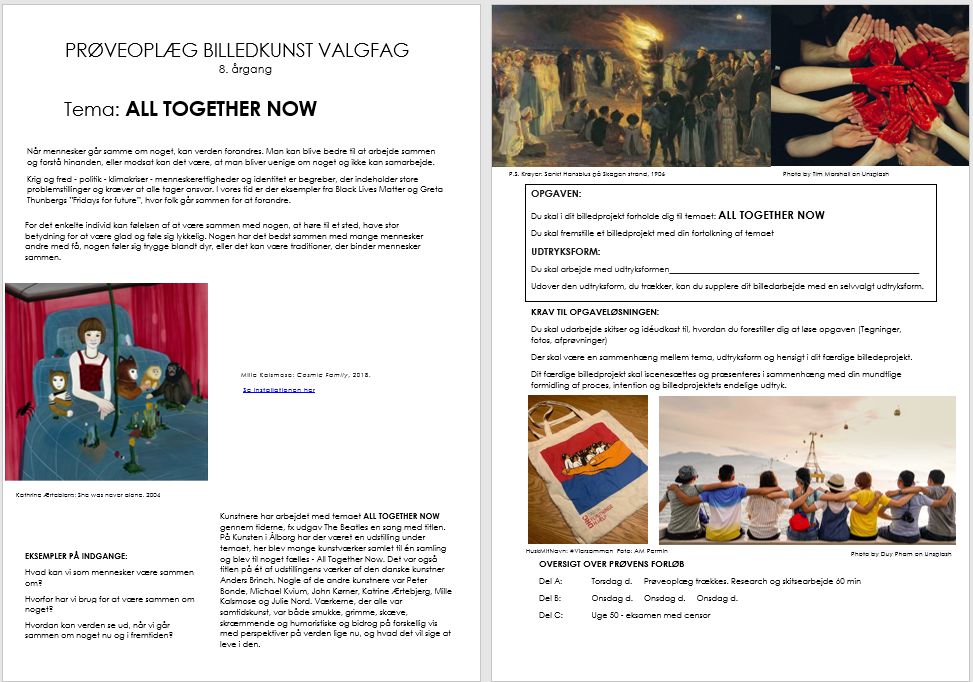 PRØVEOPLÆG BILLEDKUNST VALGFAG
8. årgang
Tema: ALL TOGETHER NOW
Når mennesker går samme om noget, kan verden forandres. Man kan blive bedre til at arbejde sammen
og forstå hinanden, eller modsat kan det være, at man bliver uenige om noget og ikke kan samarbejde.
Krig og fred - politik - klimakriser - menneskerettigheder og identitet er begreber, der indeholder store
problemstillinger og kræver at alle tager ansvar. I vores tid er der eksempler fra Black Lives Matter og Greta
Thunbergs "Fridays for future", hvor folk går sammen for at forandre.
For det enkelte individ kan følelsen af at være sammen med nogen, at høre til et sted, have stor
betydning for at være glad og føle sig lykkelig. Nogen har det bedst sammen med mange mennesker
andre med få, nogen føler sig trygge blandt dyr, eller det kan være traditioner, der binder mennesker
sammen.
Mille Kalsmose: Cosmic Family, 2018.
Se installationen her
Kathrine Ærtebjerg: She was never alone. 2006
EKSEMPLER PÅ INDGANGE:
Hvad kan vi som mennesker være sammen
om?
Hvorfor har vi brug for at være sammen om
noget?
Hvordan kan verden se ud, når vi går
sammen om noget nu og i fremtiden?
Kunstnere har arbejdet med temaet ALL TOGETHER NOW
gennem tiderne, fx udgav The Beatles en sang med titlen.
På Kunsten i Ålborg har der været en udstilling under
temaet, her blev mange kunstværker samlet til én samling
og blev til noget fælles - All Together Now. Det var også
titlen på ét af udstillingens værker af den danske kunstner
Anders Brinch. Nogle af de andre kunstnere var Peter
Bonde, Michael Kvium, John Kørner, Katrine Ærtebjerg, Mille
Kalsmose og Julie Nord. Værkerne, der alle var
samtidskunst, var både smukke, grimme, skæve,
skræmmende og humoristiske og bidrog på forskellig vis
med perspektiver på verden lige nu, og hvad det vil sige at
leve i den.
P.S. Krøyer: Sankt Hansblus på Skagen strand, 1906
Photo by Tim Marshall on Unsplash
OPGAVEN:
Du skal i dit billedprojekt forholde dig til temaet: ALL TOGETHER NOW
Du skal fremstille et billedprojekt med din fortolkning af temaet
UDTRYKSFORM:
Du skal arbejde med udtryksformen
Udover den udtryksform, du trækker, kan du supplere dit billedarbejde med en selvvalgt udtryksform.
KRAV TIL OPGAVELØSNINGEN:
Du skal udarbejde skitser og idéudkast til, hvordan du forestiller dig at løse opgaven (Tegninger,
fotos, afprøvninger)
Der skal være en sammenhæng mellem tema, udtryksform og hensigt i dit færdige billedeprojekt.
Dit færdige billedprojekt skal iscenesættes og præsenteres i sammenhæng med din mundtlige
formidling af proces, intention og billedprojektets endelige udtryk.
HuskMitNavn: #Viersammen Foto: AM Permin
Photo by Duy Pham on Unsplash
OVERSIGT OVER PRØVENS FORLØB
Del A: Torsdag d. Prøveoplæg trækkes. Research og skitsearbejde 60 min
Del B: Onsdag d. Onsdag d. Onsdag d.
Del C: Uge 50 - eksamen med censor